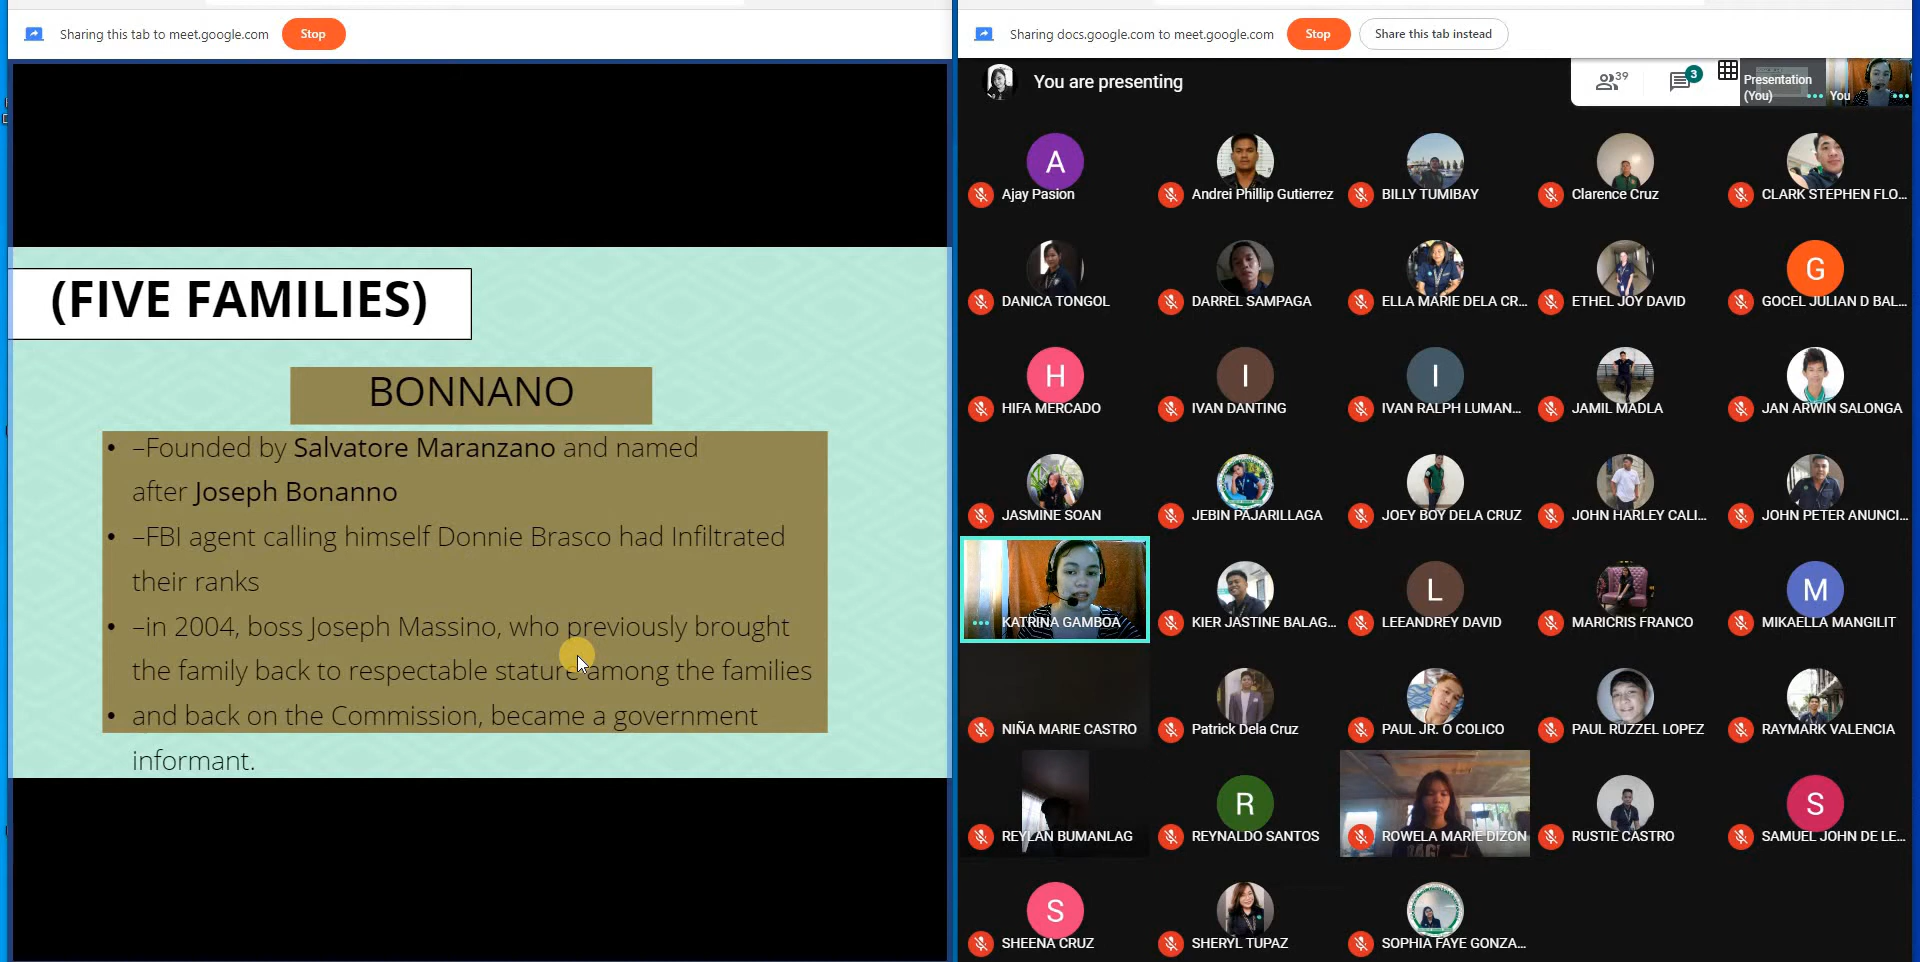 Sharing this tab to meet.google.com Stop
(FIVE FAMILIES)
BONNANO
• –Founded by Salvatore Maranzano and named
after Joseph Bonanno
• –FBI agent calling himself Donnie Brasco had Infiltrated
their ranks
• –in 2004, boss Joseph Massino, who previously brought
the family back to respectable stature among the families
• and back on the Commission, became a government
informant.
Sharing docs.google.com to meet.google.com Stop Share this tab instead
You are presenting
39
3
Presentation
(You)
You
A
Ajay Pasion
Andrei Phillip Gutierrez
BILLY TUMIBAY
Clarence Cruz
CLARK STEPHEN FLO...
DANICA TONGOL
DARREL SAMPAGA
ELLA MARIE DELA CR...
ETHEL JOY DAVID
G
GOCEL JULIAN D BAL...
H
HIFA MERCADO
I
IVAN DANTING
I
IVAN RALPH LUMAN...
JAMIL MADLA
JAN ARWIN SALONGA
JASMINE SOAN
JEBIN PAJARILLAGA
JOEY BOY DELA CRUZ
JOHN HARLEY CALI...
JOHN PETER ANUNCI...
KATRINA GAMBOA
KIER JASTINE BALAG...
L
LEEANDREY DAVID
MARICRIS FRANCO
M
MIKAELLA MANGILIT
NIÑA MARIE CASTRO
Patrick Dela Cruz
PAUL JR. O COLICO
PAUL RUZZEL LOPEZ
RAYMARK VALENCIA
REYLAN BUMANLAG
R
REYNALDO SANTOS
ROWELA MARIE DIZON
RUSTIE CASTRO
S
SAMUEL JOHN DE LE...
S
SHEENA CRUZ
SHERYL TUPAZ
SOPHIA FAYE GONZA...